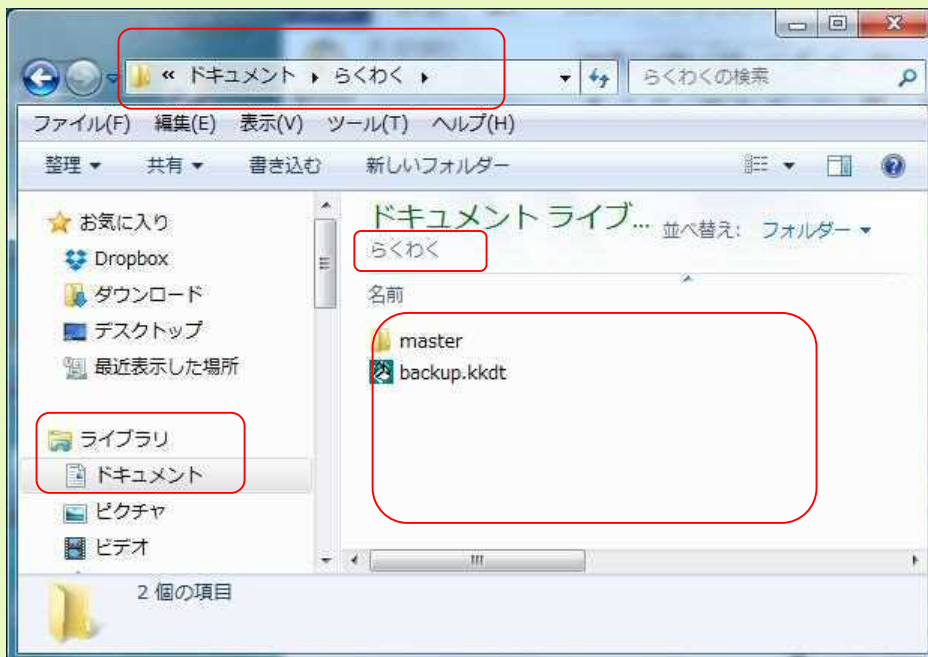 « ドキュメント らくわく らくわくの検索
ファイル(F) 編集(E) 表示(V) ツール(T) ヘルプ(H)
整理 共有 書き込む 新しいフォルダー
お気に入り
Dropbox
ダウンロード
デスクトップ
最近表示した場所
ライブラリ
ドキュメント
ピクチャ
ビデオ
ドキュメント ライブ...
らくわく
並べ替え: フォルダー
名前
master
backup.kkdt
2 個の項目